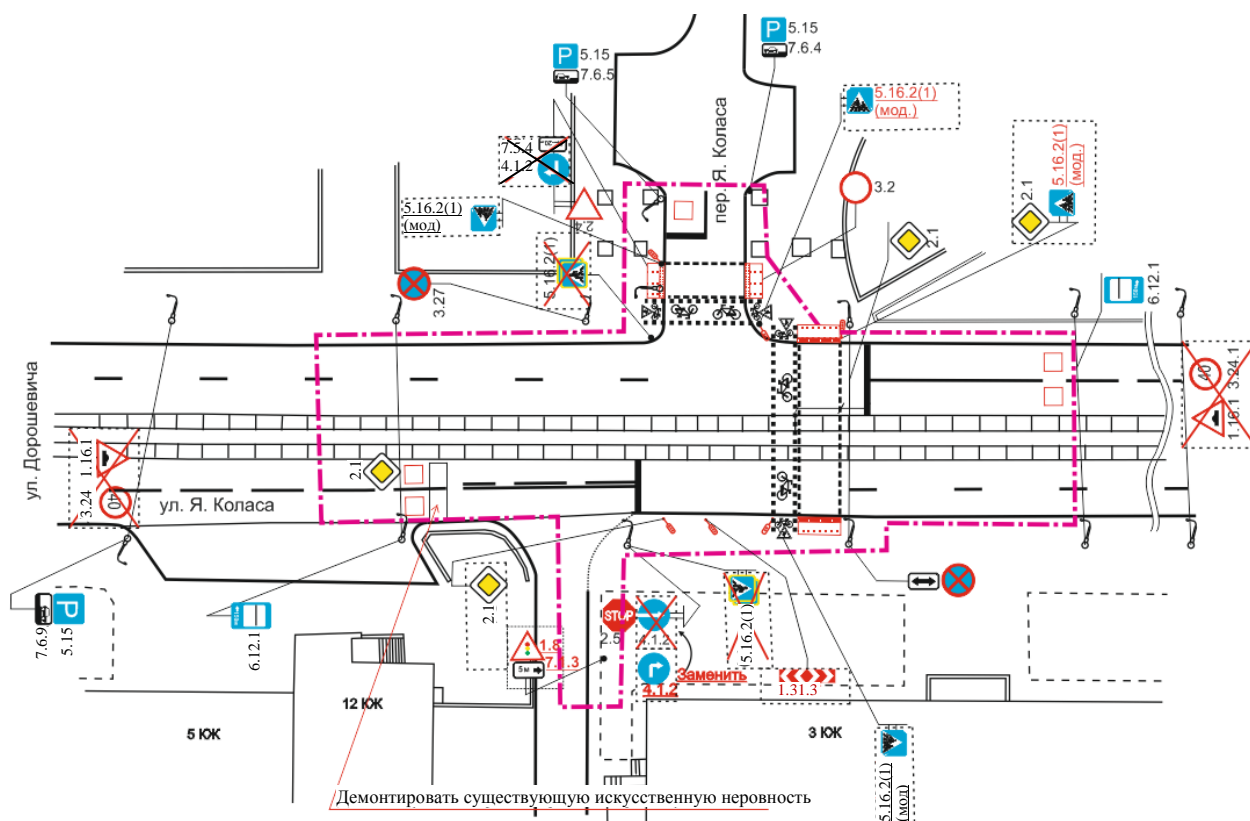 5.15
7.6.5
5.15
7.6.4
5.16.2(1)
(мод.)
5.16.2(1)
(мод.)
2.1
7.5.4
4.1.2
пер. Я. Коласа
3.2
2.1
5.16.2(1)
(мод)
2.4
5.16.2(1)
3.27
6.12.1
ул. Дорошевича
40
3.24.1
1.16.1
1.16.1
3.24
40
ул. Я. Коласа
2.1
7.6.9
5.15
P
P
P
6.12.1
2.1
1.8
7.1.3
5 м
STOP
2.5
4.1.2
4.1.2
Заменить
5.16.2(1)
1.31.3
5 КЖ
12 КЖ
3 КЖ
5.16.2(1)
(мод)
Демонтировать существующую искусственную неровность